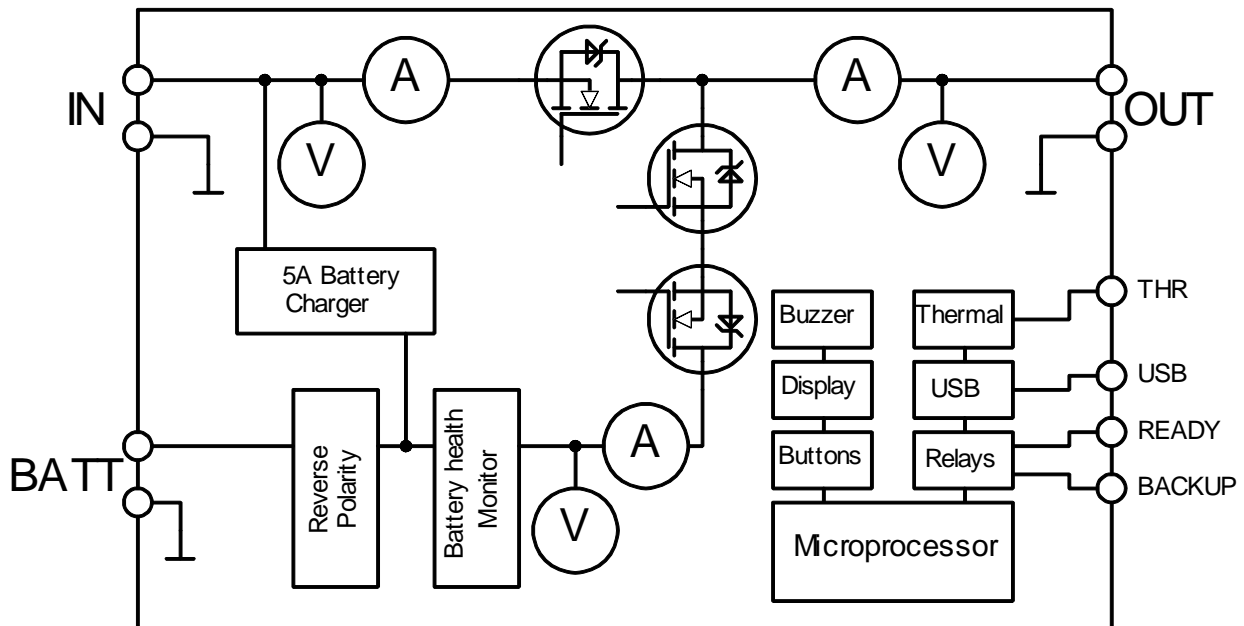 A
A
IN
OUT
V
V
5A Battery
Charger
THR
Buzzer
Thermal
Display
USB
USB
BATT
Reverse
Polarity
Battery health
Monitor
A
V
Buttons
Relays
READY
BACKUP
Microprocessor